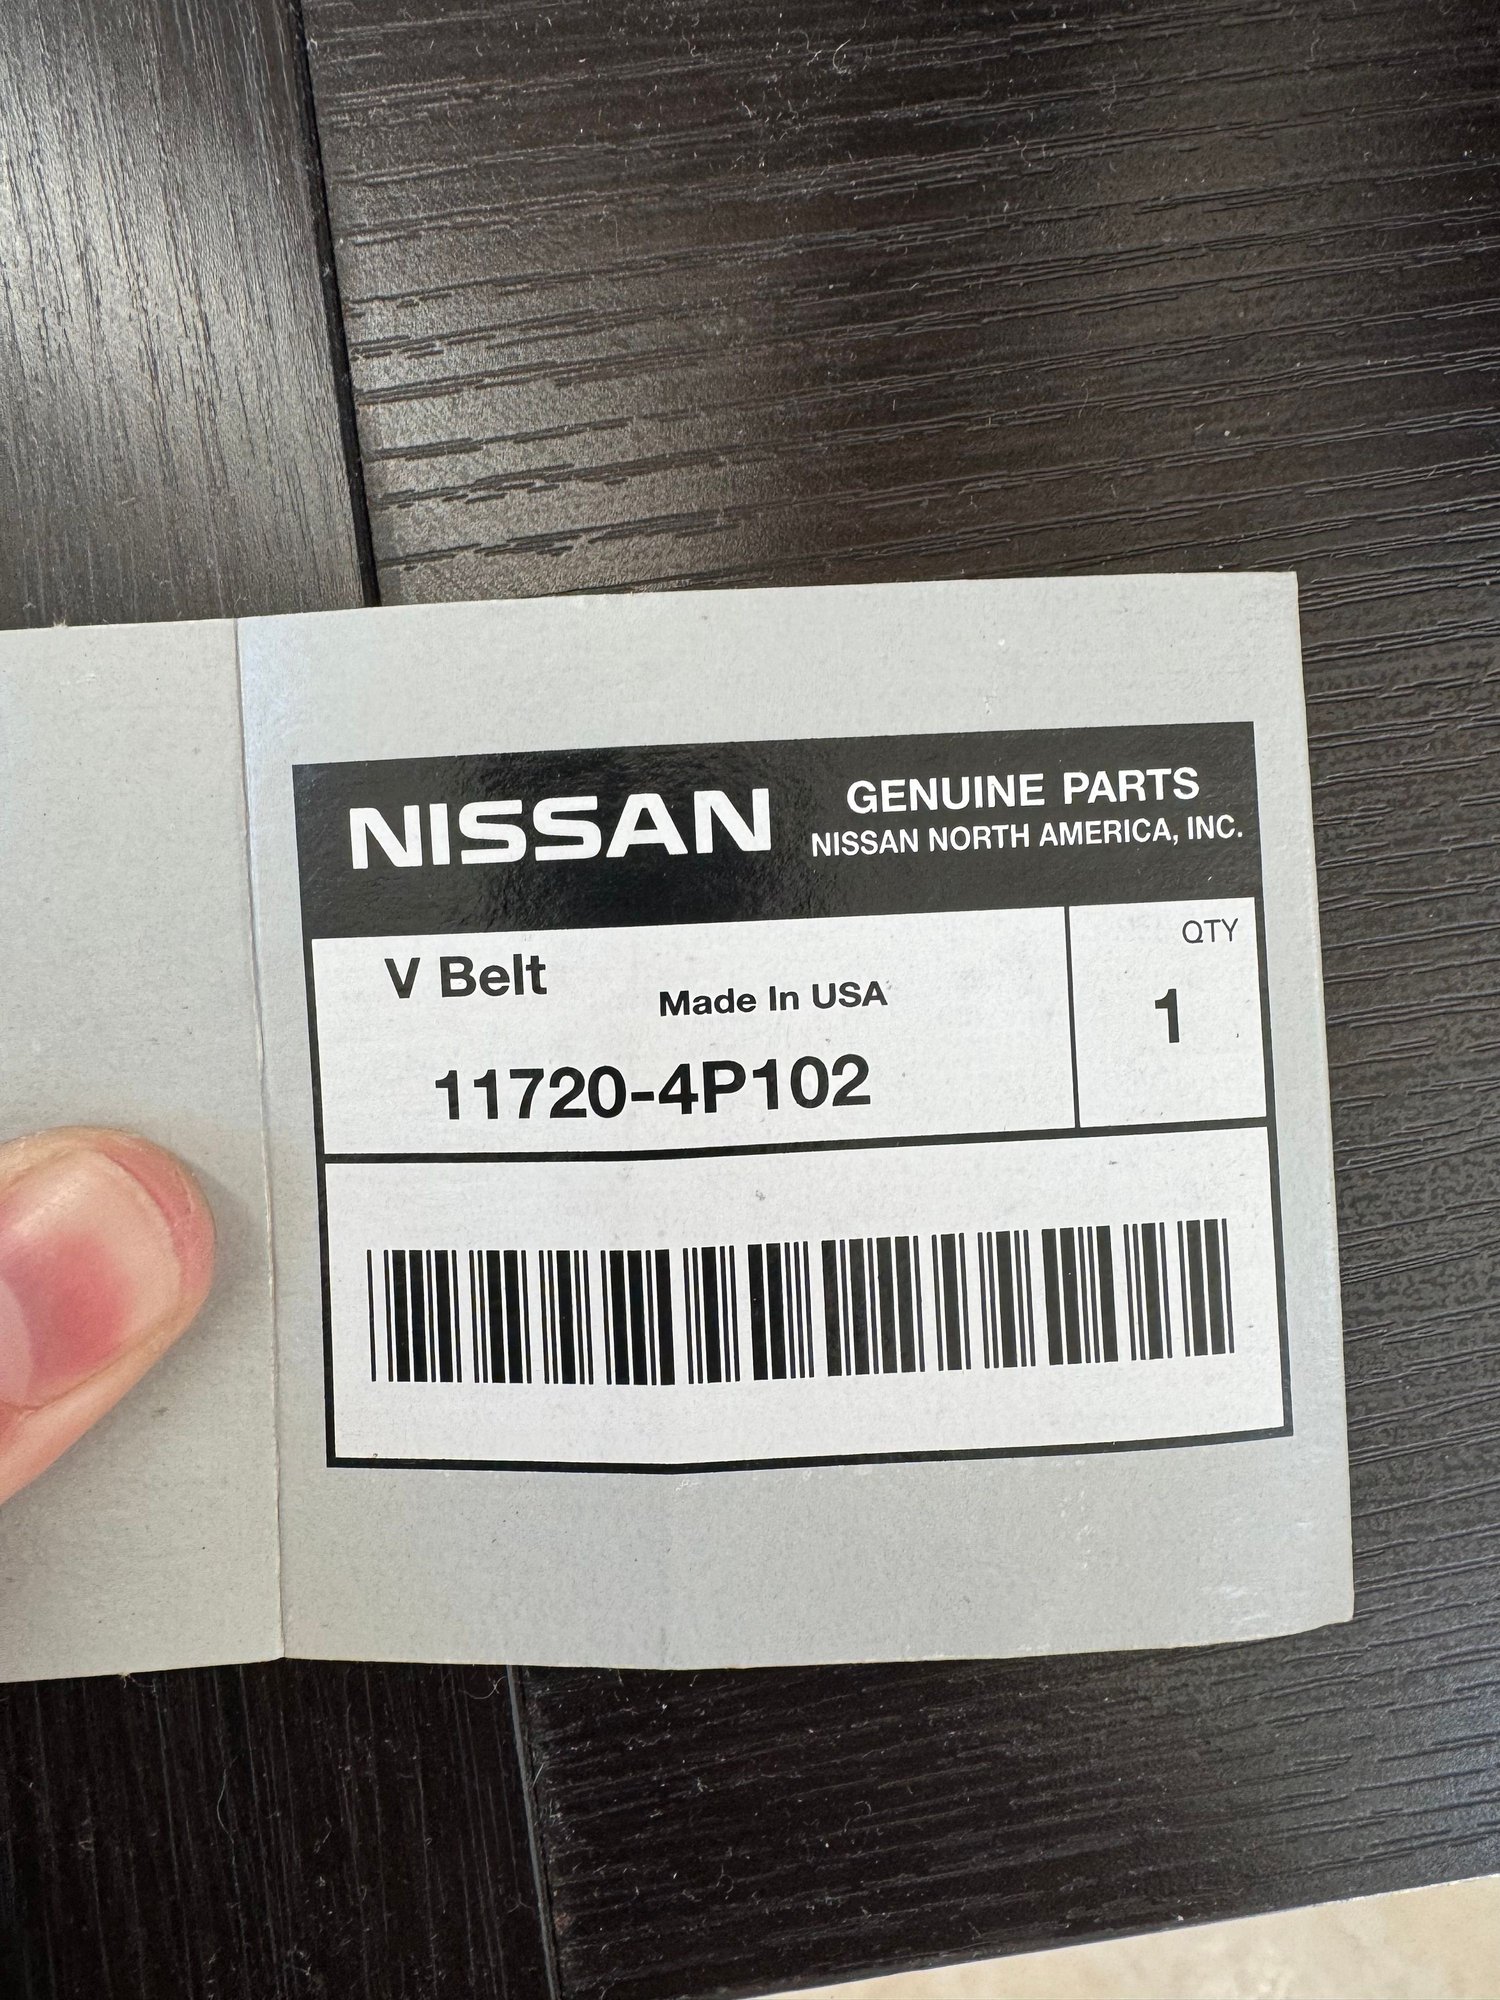 NISSAN
GENUINE PARTS
NISSAN NORTH AMERICA, INC.
V Belt
Made In USA
11720-4P102
QTY
1